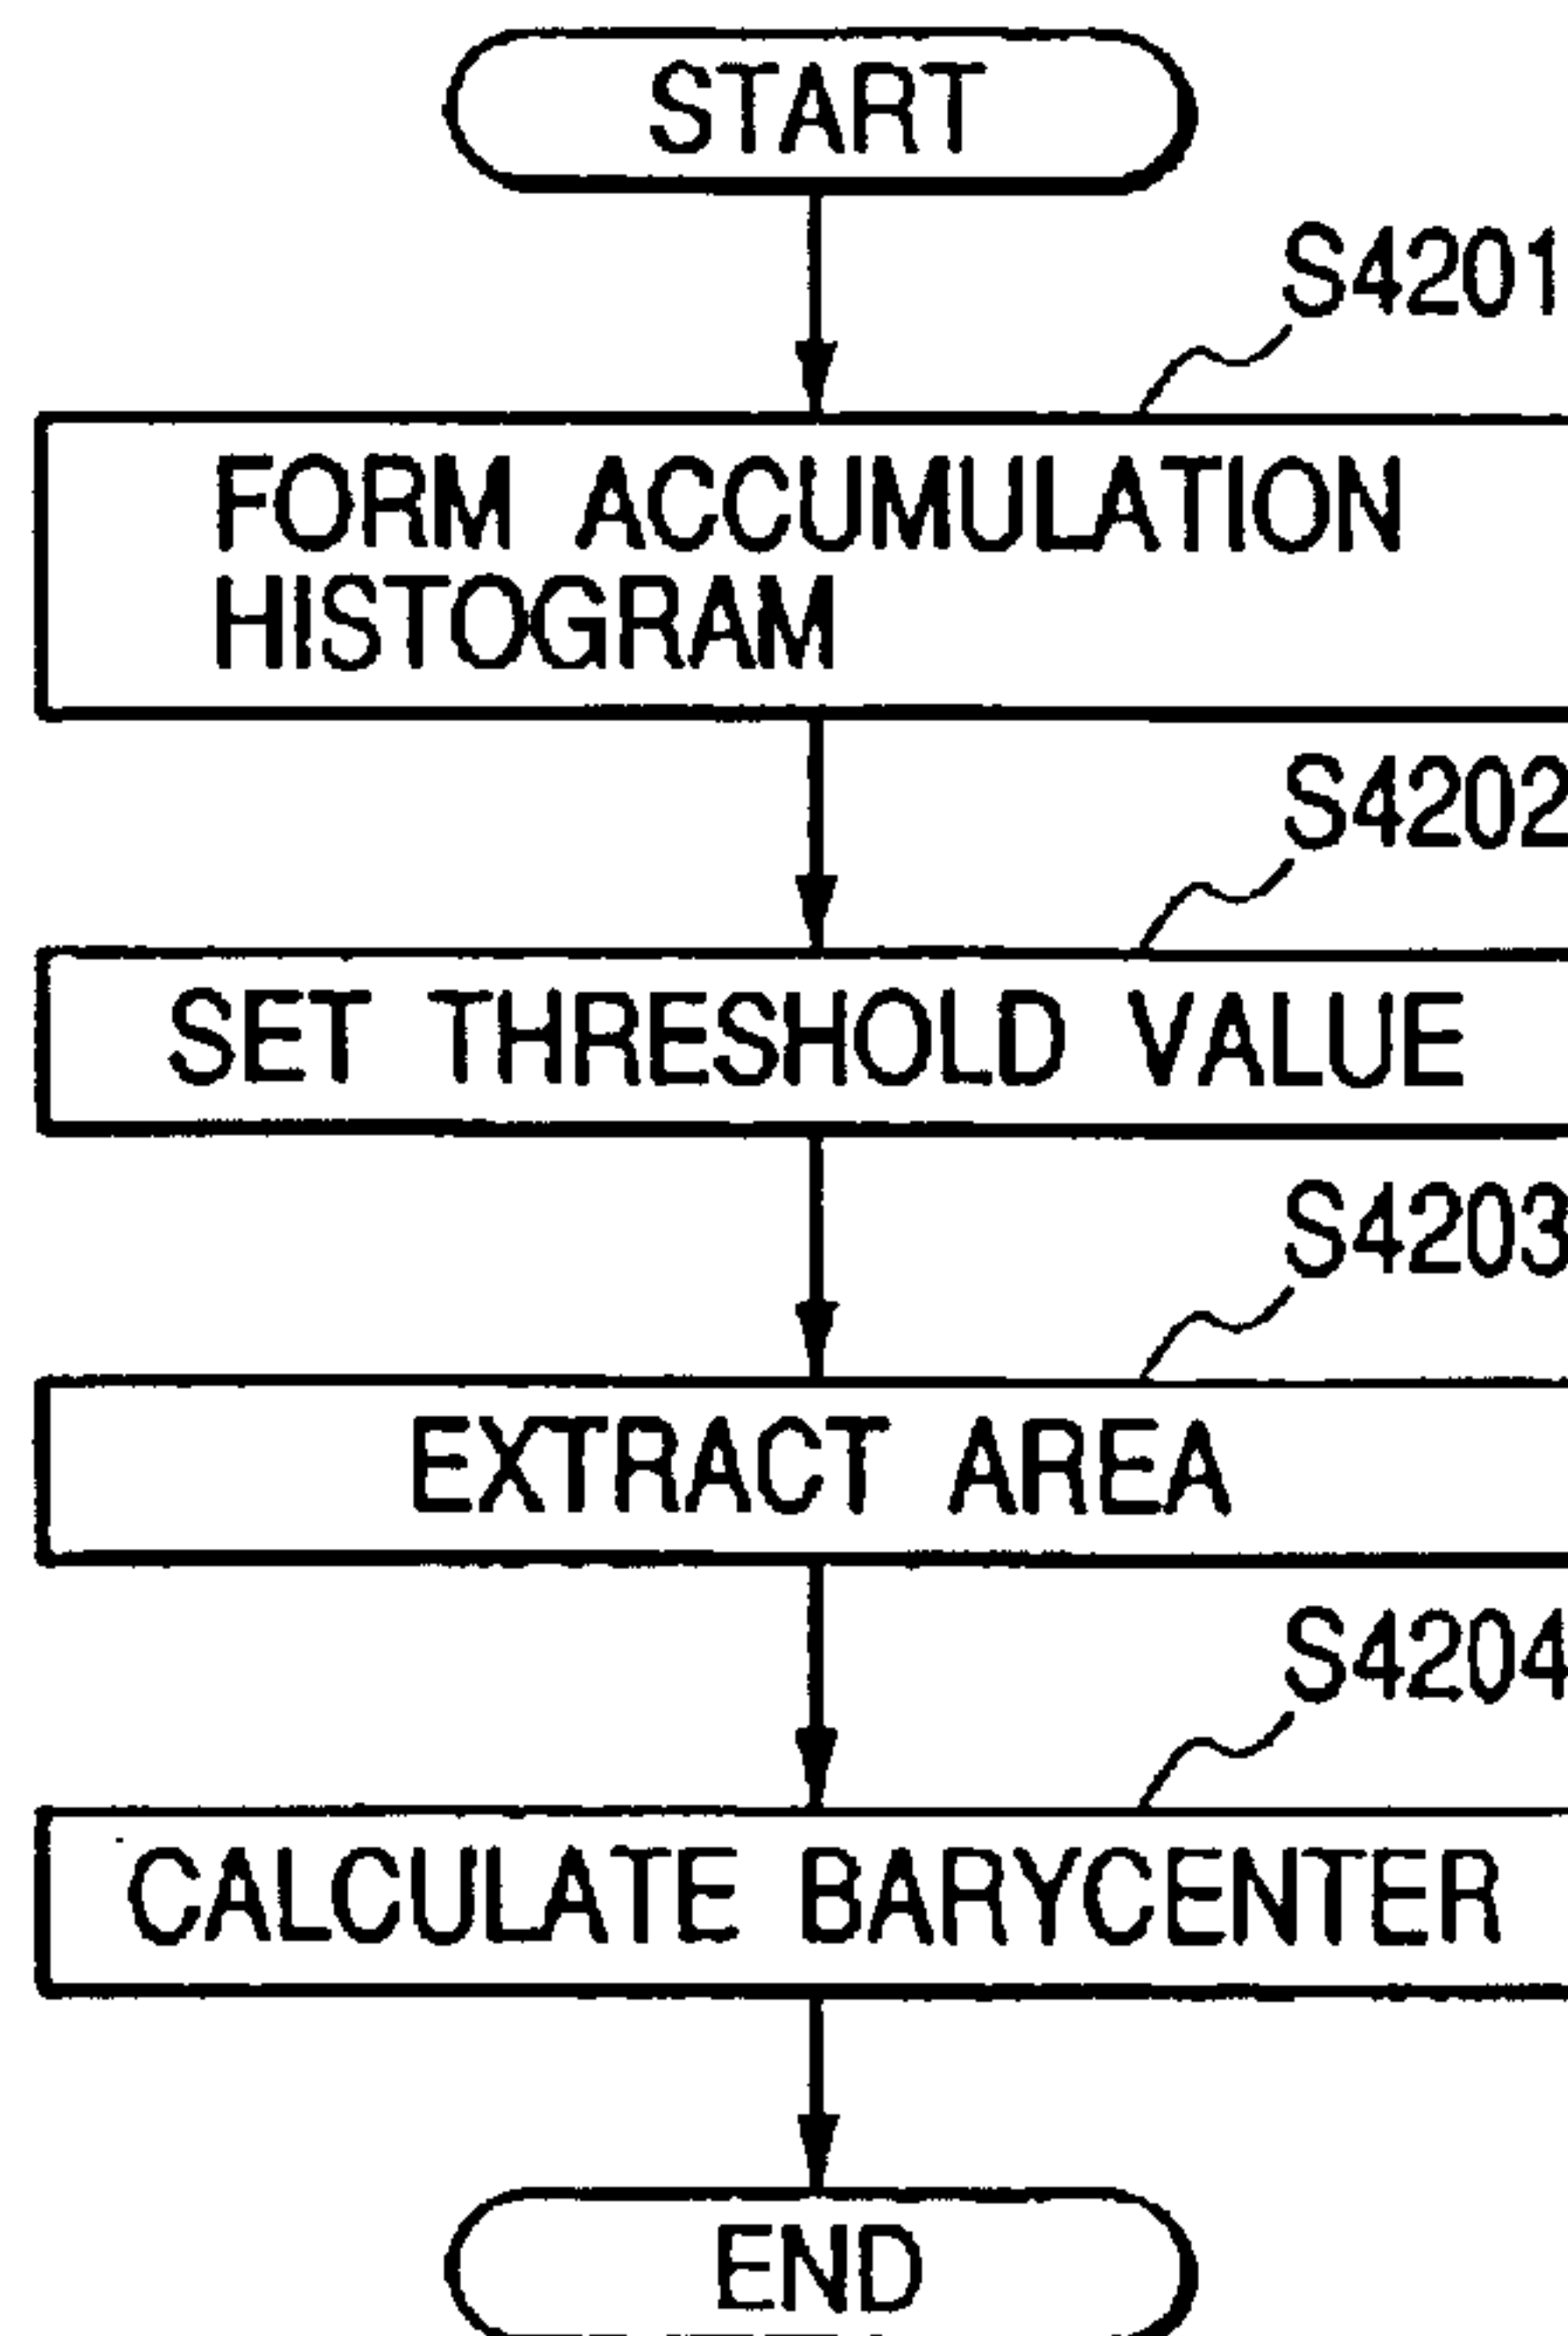 START
S4201
FORM ACCUMULATION
HISTOGRAM
S4202
SET THRESHOLD VALUE
S4203
EXTRACT AREA
S4204
CALCULATE BARYCENTER
END